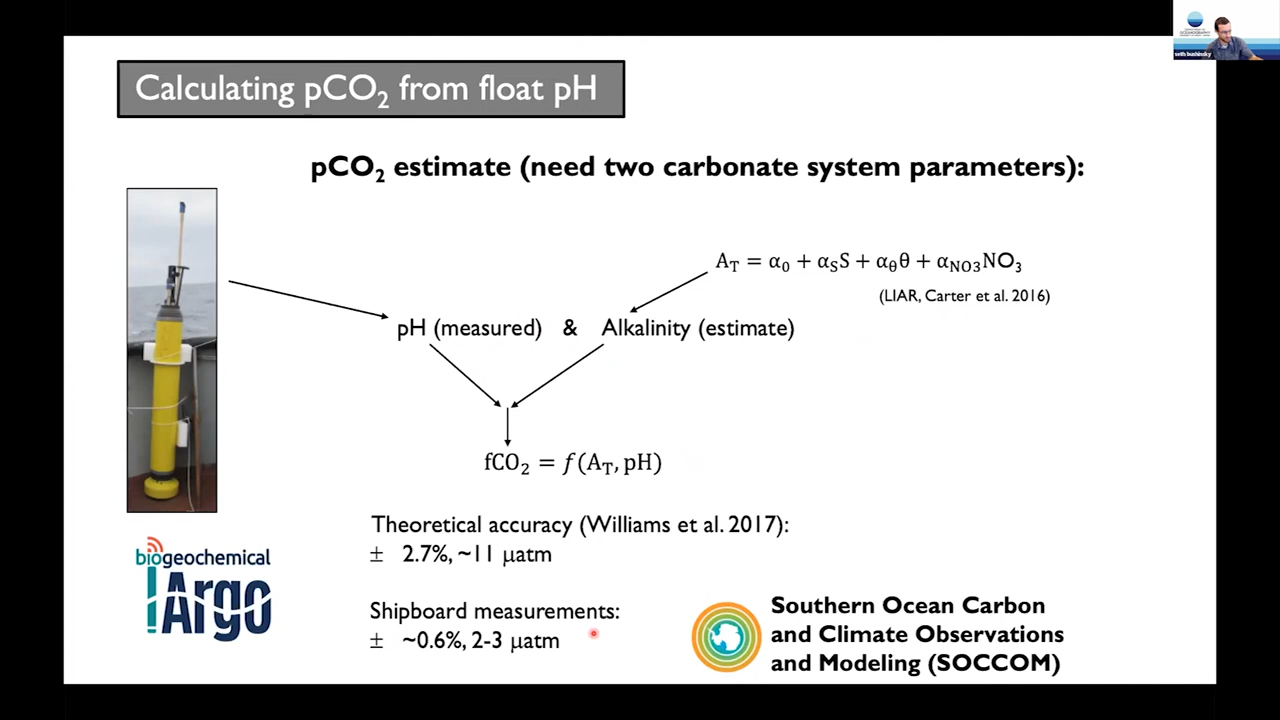 Calculating pCO₂ from float pH
pCO₂ estimate (need two carbonate system parameters):
A_T = α₀ + α_S S + α_θ θ + α_NO3 NO₃
(LIAR, Carter et al. 2016)
pH (measured) & Alkalinity (estimate)
fCO₂ = f(A_T, pH)
Theoretical accuracy (Williams et al. 2017):
± 2.7%, ~11 µatm
Shipboard measurements:
± ~0.6%, 2-3 µatm
biogeochemical
Argo
Southern Ocean Carbon
and Climate Observations
and Modeling (SOCCOM)
OCEANOGRAPHY
seth bushinsky